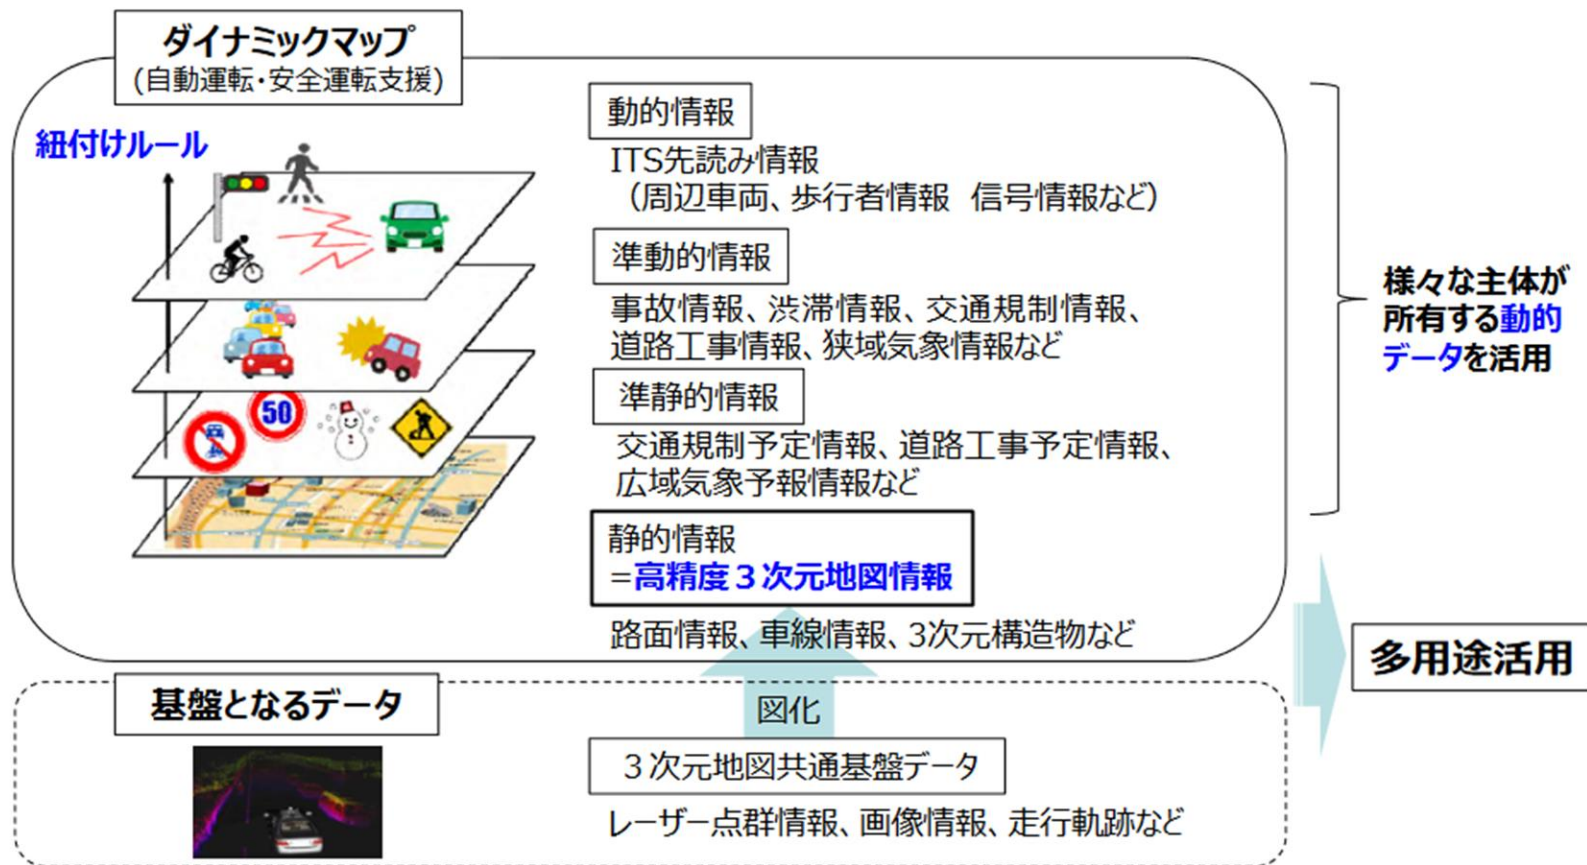 ダイナミックマップ
(自動運転・安全運転支援)
紐付けルール
動的情報
ITS先読み情報
(周辺車両、歩行者情報 信号情報など)
準動的情報
事故情報、渋滞情報、交通規制情報、
道路工事情報、狭域気象情報など
準静的情報
交通規制予定情報、道路工事予定情報、
広域気象予報情報など
50
静的情報
=高精度3次元地図情報
路面情報、車線情報、3次元構造物など
様々な主体が
所有する動的
データを活用
多用途活用
基盤となるデータ
図化
3次元地図共通基盤データ
レーザー点群情報、画像情報、走行軌跡など